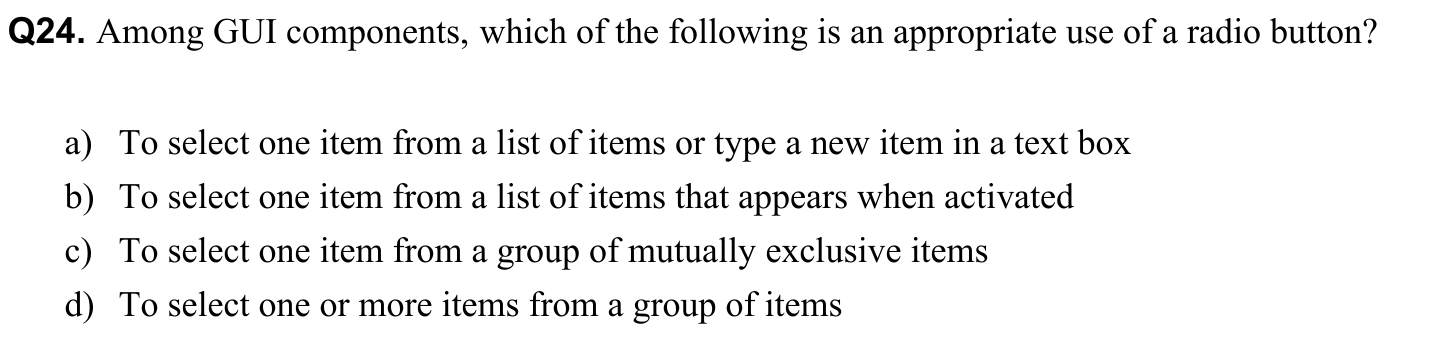 Q24. Among GUI components, which of the following is an appropriate use of a radio button?
a) To select one item from a list of items or type a new item in a text box
b) To select one item from a list of items that appears when activated
c) To select one item from a group of mutually exclusive items
d) To select one or more items from a group of items